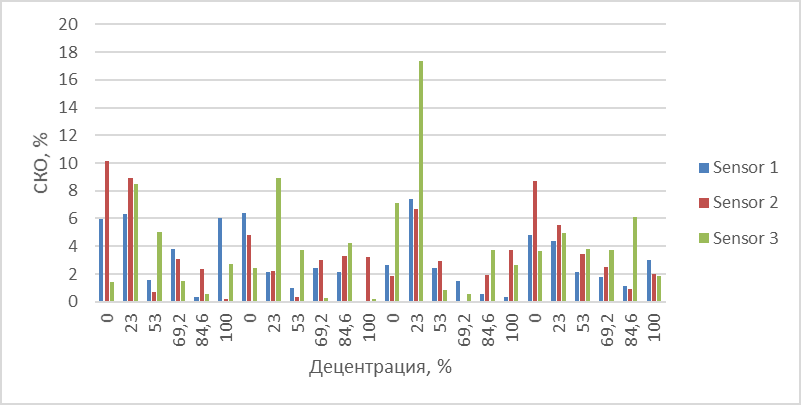 20
18
16
14
12
10
8
6
4
2
0
СКО, %
0 23 53 69,2 84,6 100 0 23 53 69,2 84,6 100 0 23 53 69,2 84,6 100 0 23 53 69,2 84,6 100
Децентрация, %
Sensor 1
Sensor 2
Sensor 3